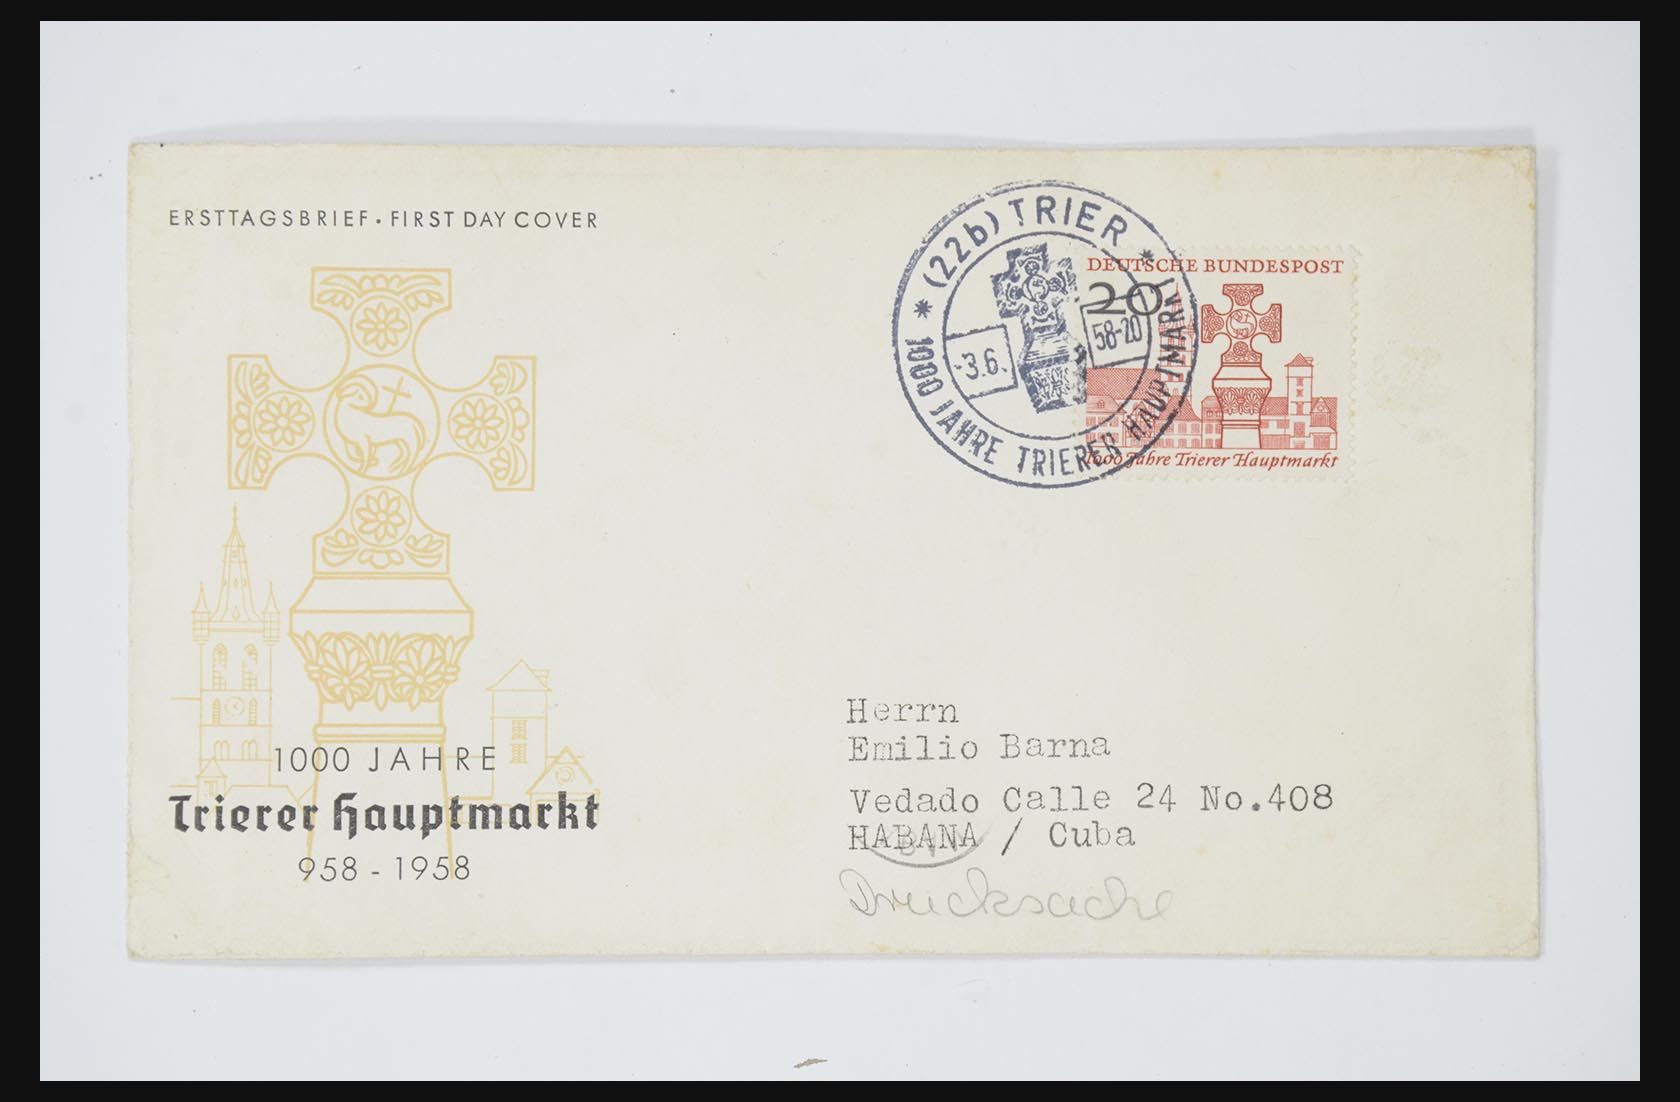 ERSTTAGSBRIEF • FIRST DAY COVER
* (22b) TRIER *
-3.6.
58-20
1000 JAHRE TRIERER HAUPTMARKT
DEUTSCHE BUNDESPOST
20
1000 Jahre Trierer Hauptmarkt
1000 JAHRE
Trierer Hauptmarkt
958 - 1958
Herrn
Emilio Barna
Vedado Calle 24 No.408
HABANA / Cuba
Drucksache